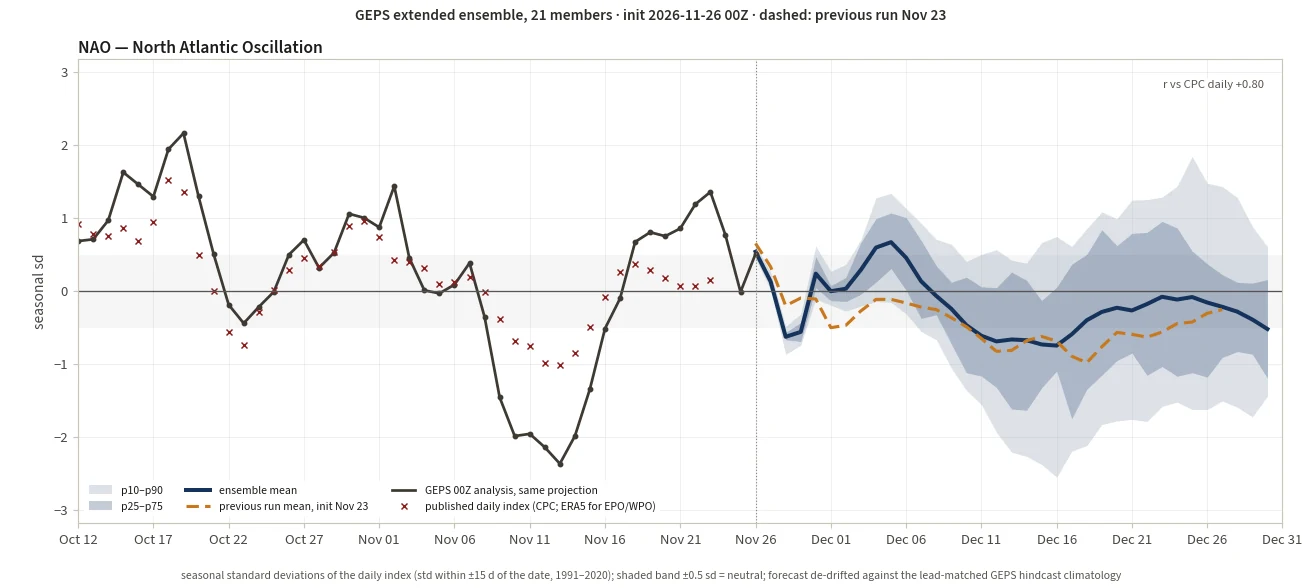 GEPS extended ensemble, 21 members · init 2026-11-26 00Z · dashed: previous run Nov 23
NAO — North Atlantic Oscillation
r vs CPC daily +0.80
seasonal sd
3
2
1
0
−1
−2
−3
p10–p90
ensemble mean
GEPS 00Z analysis, same projection
p25–p75
previous run mean, init Nov 23
published daily index (CPC; ERA5 for EPO/WPO)
Oct 12
Oct 17
Oct 22
Oct 27
Nov 01
Nov 06
Nov 11
Nov 16
Nov 21
Nov 26
Dec 01
Dec 06
Dec 11
Dec 16
Dec 21
Dec 26
Dec 31
seasonal standard deviations of the daily index (std within ±15 d of the date, 1991–2020); shaded band ±0.5 sd = neutral; forecast de-drifted against the lead-matched GEPS hindcast climatology